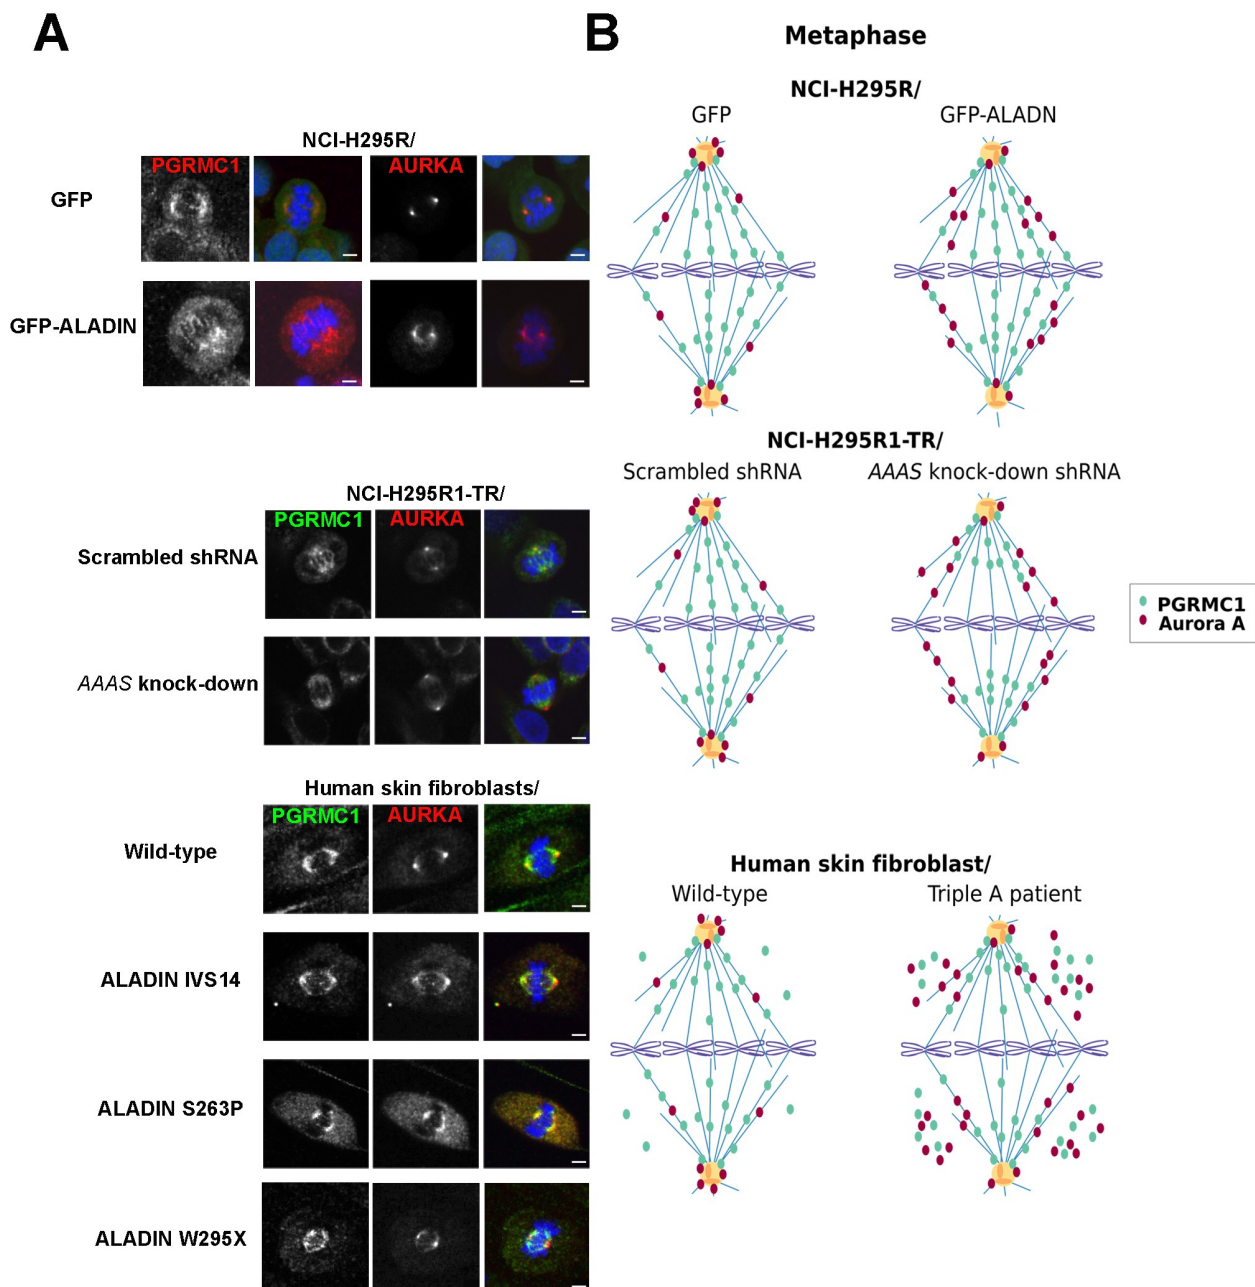 A
NCI-H295R/
PGRMC1
AURKA
GFP
GFP-ALADIN
NCI-H295R1-TR/
PGRMC1
AURKA
Scrambled shRNA
AAAS knock-down
Human skin fibroblasts/
PGRMC1
AURKA
Wild-type
ALADIN IVS14
ALADIN S263P
ALADIN W295X
B
Metaphase
NCI-H295R/
GFP
GFP-ALADN
NCI-H295R1-TR/
Scrambled shRNA
AAAS knock-down shRNA
PGRMC1
Aurora A
Human skin fibroblast/
Wild-type
Triple A patient